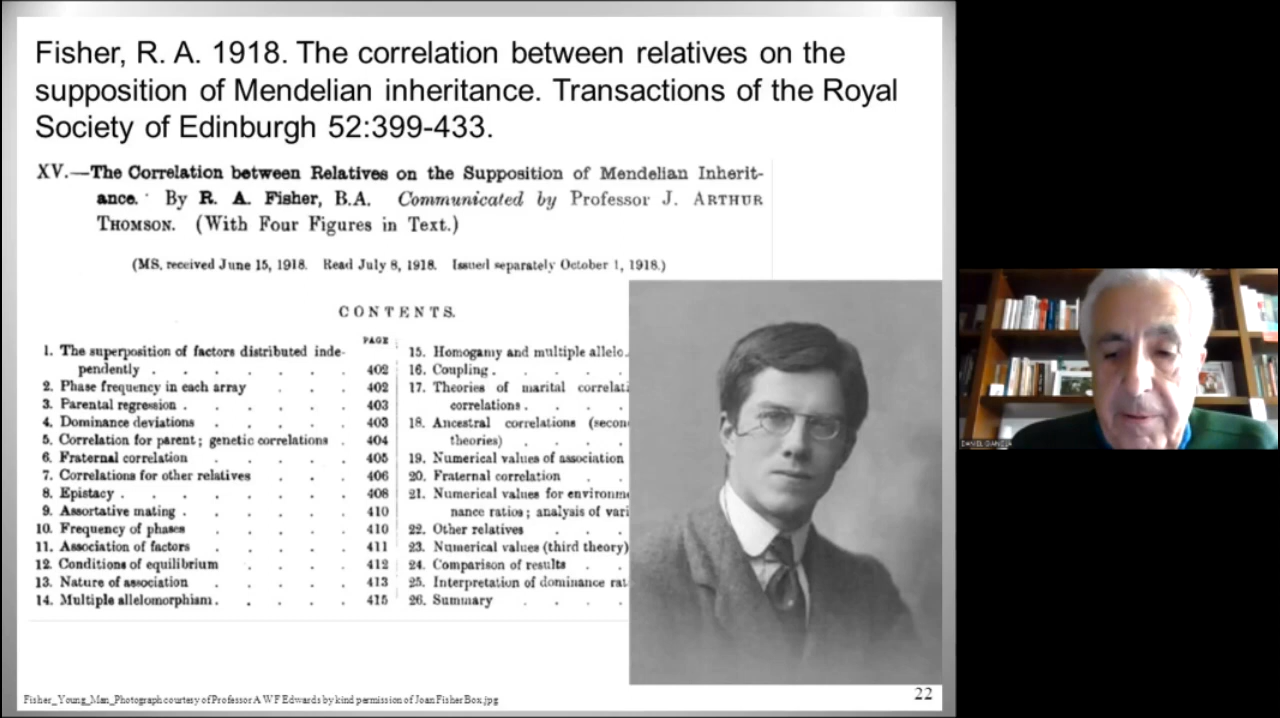 Fisher, R. A. 1918. The correlation between relatives on the
supposition of Mendelian inheritance. Transactions of the Royal
Society of Edinburgh 52:399-433.
XV.—The Correlation between Relatives on the Supposition of Mendelian Inherit-
ance. By R. A. Fisher, B.A. Communicated by Professor J. ARTHUR
THOMSON. (With Four Figures in Text.)
(MS. received June 15, 1918. Read July 8, 1918. Issued separately October 1, 1918.)
CONTENTS.
PAGE
1. The superposition of factors distributed inde-
pendently . . . . . . . 402
2. Phase frequency in each array . . . 402
3. Parental regression . . . . . . 403
4. Dominance deviations . . . . . 403
5. Correlation for parent; genetic correlations . 404
6. Fraternal correlation . . . . . 405
7. Correlations for other relatives . . . 406
8. Epistacy . . . . . . . . 408
9. Assortative mating . . . . . . 410
10. Frequency of phases . . . . . 410
11. Association of factors . . . . . 411
12. Conditions of equilibrium . . . . 412
13. Nature of association . . . . . 413
14. Multiple allelomorphism . . . . . 415
15. Homogamy and multiple allelo.
16. Coupling . . . . .
17. Theories of marital correlati
correlations . . . .
18. Ancestral correlations (secon
theories) . . . .
19. Numerical values of association
20. Fraternal correlation . .
21. Numerical values for environm
nance ratios; analysis of vari
22. Other relatives . . .
23. Numerical values (third theory)
24. Comparison of results . .
25. Interpretation of dominance rat
26. Summary . . . .
Fisher_Young_Man_Photograph courtesy of Professor A W F Edwards by kind permission of Joan Fisher Box.jpg
22
DANIEL GIANOLA